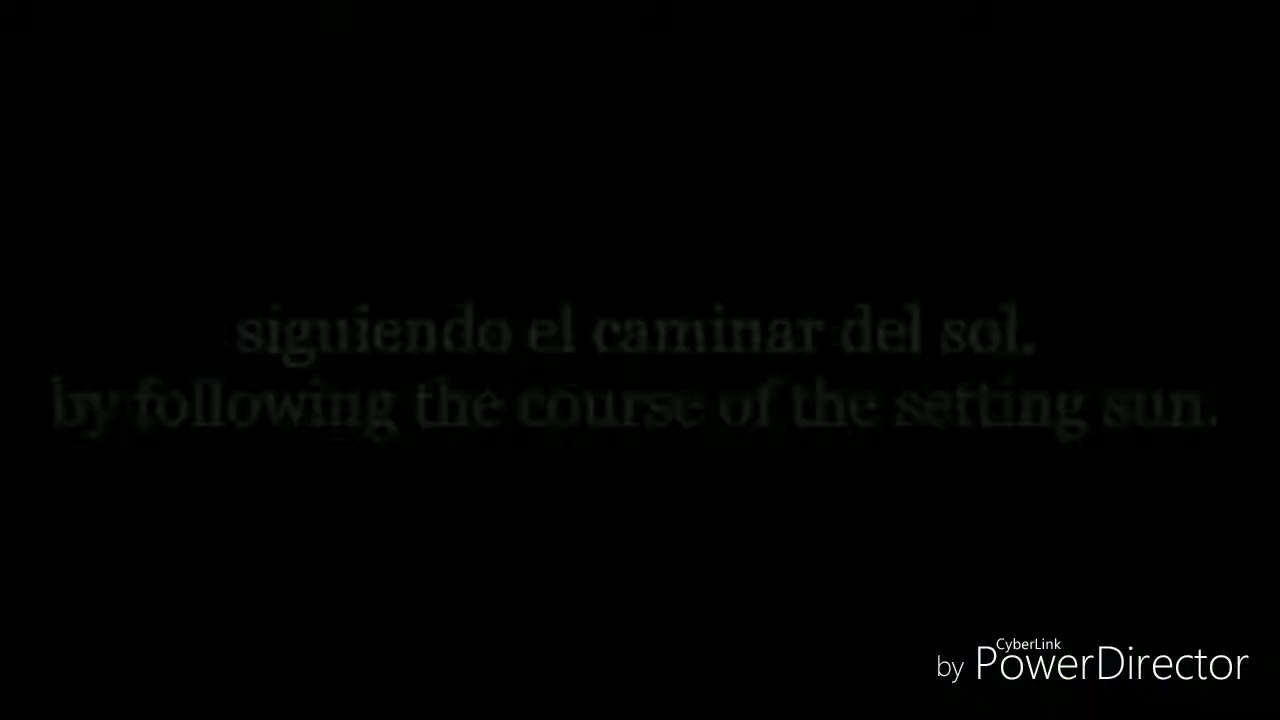 siguiendo el caminar del sol.
by following the course of the setting sun.
CyberLink
by PowerDirector